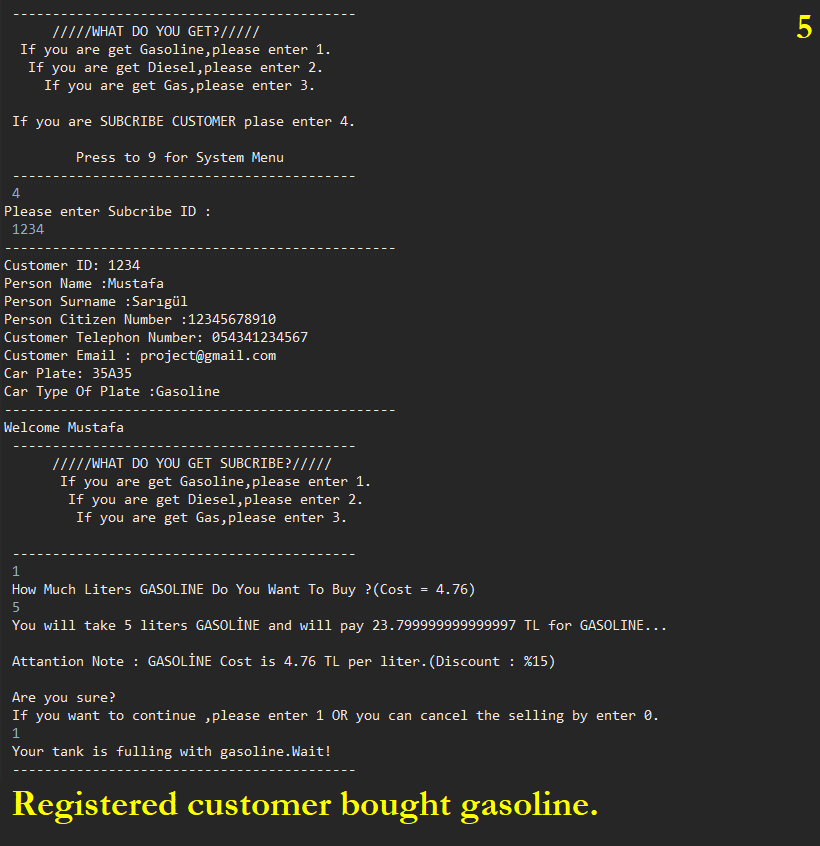 -------------------------------------------
5
/////WHAT DO YOU GET?/////
If you are get Gasoline,please enter 1.
If you are get Diesel,please enter 2.
If you are get Gas,please enter 3.
If you are SUBCRIBE CUSTOMER plase enter 4.
Press to 9 for System Menu
-------------------------------------------
4
Please enter Subcribe ID :
1234
-------------------------------------------------
Customer ID: 1234
Person Name :Mustafa
Person Surname :Sarıgül
Person Citizen Number :12345678910
Customer Telephon Number: 054341234567
Customer Email : project@gmail.com
Car Plate: 35A35
Car Type Of Plate :Gasoline
-------------------------------------------------
Welcome Mustafa
-------------------------------------------
/////WHAT DO YOU GET SUBCRIBE?/////
If you are get Gasoline,please enter 1.
If you are get Diesel,please enter 2.
If you are get Gas,please enter 3.
-------------------------------------------
1
How Much Liters GASOLINE Do You Want To Buy ?(Cost = 4.76)
5
You will take 5 liters GASOLİNE and will pay 23.799999999999997 TL for GASOLINE...
Attantion Note : GASOLİNE Cost is 4.76 TL per liter.(Discount : %15)
Are you sure?
If you want to continue ,please enter 1 OR you can cancel the selling by enter 0.
1
Your tank is fulling with gasoline.Wait!
-------------------------------------------
Registered customer bought gasoline.